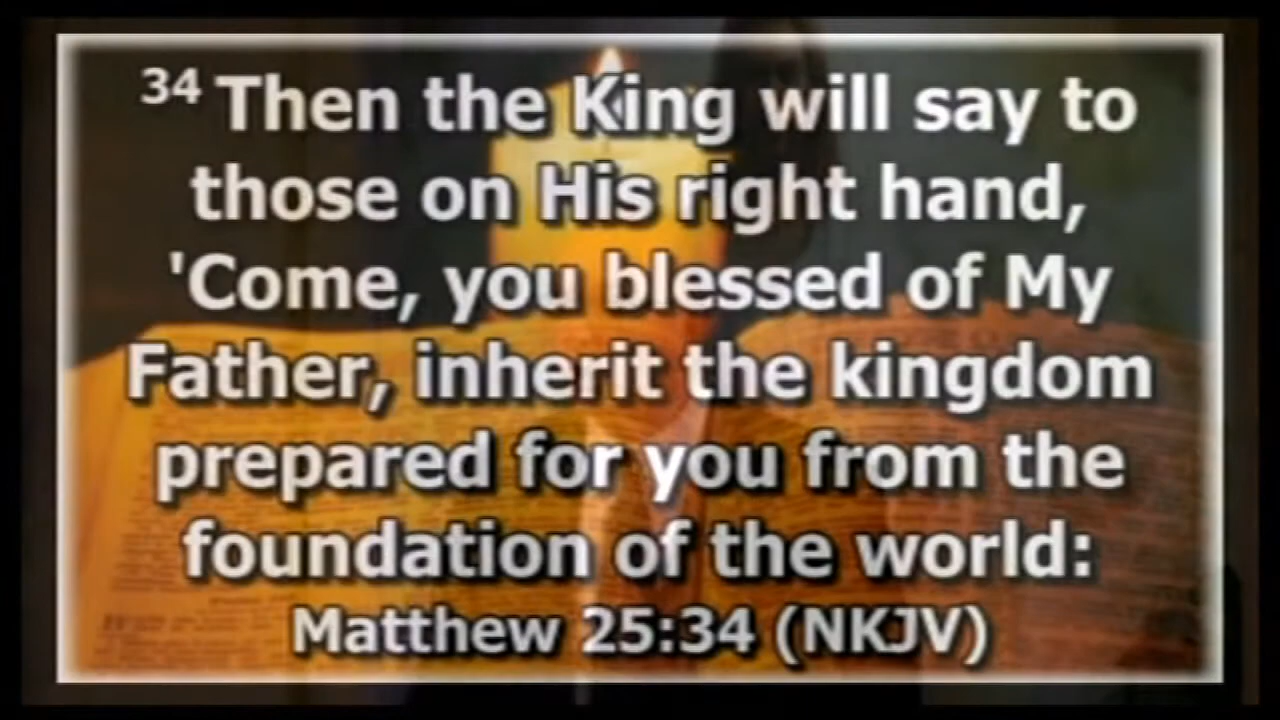 34 Then the King will say to
those on His right hand,
'Come, you blessed of My
Father, inherit the kingdom
prepared for you from the
foundation of the world:
Matthew 25:34 (NKJV)